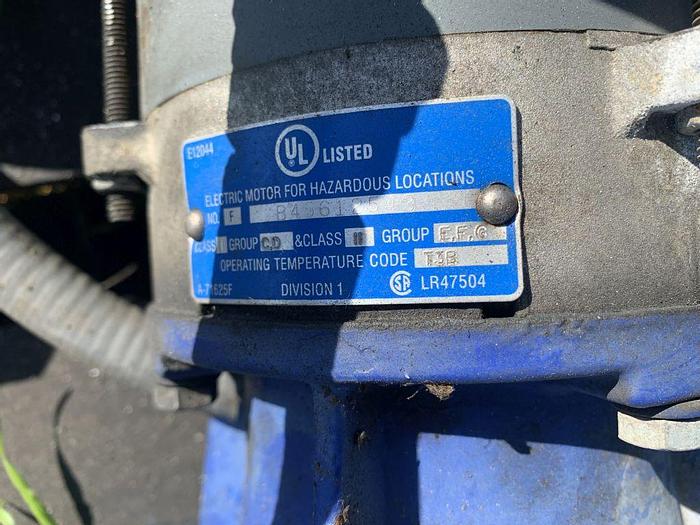 E12044
UL LISTED
ELECTRIC MOTOR FOR HAZARDOUS LOCATIONS
NO. F
CLASS I GROUP C,D &CLASS II GROUP E,F,G
OPERATING TEMPERATURE CODE T3B
A-71625F DIVISION 1 LR47504